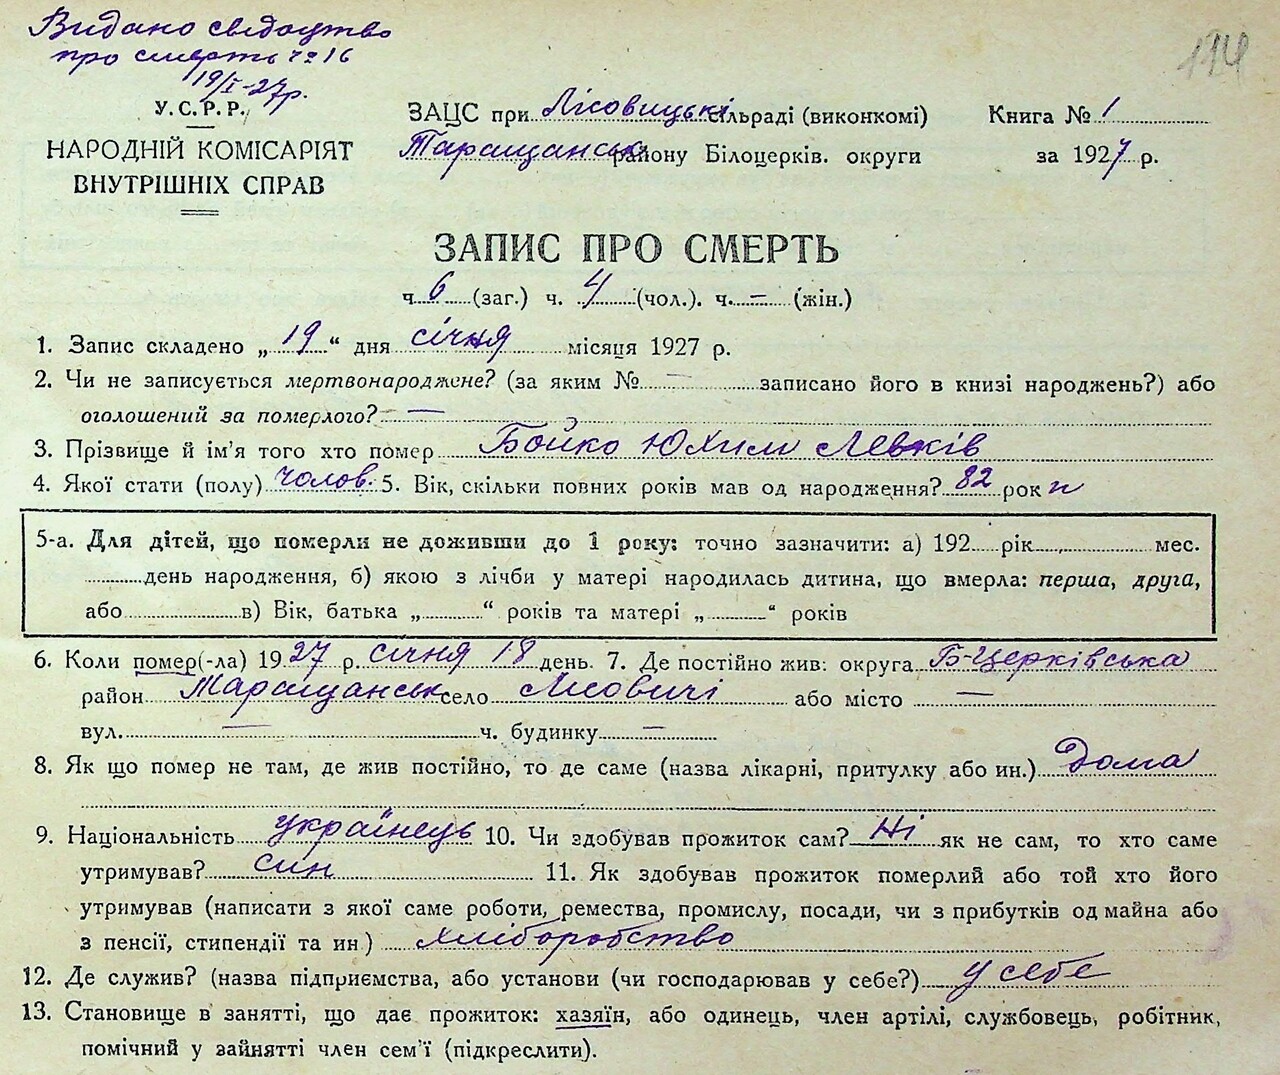 Видано свідоцтво
про смерть ч. 16
19/I-27р.
114
У.С.Р.Р.
НАРОДНІЙ КОМІСАРІЯТ
ВНУТРІШНІХ СПРАВ
ЗАЦС при Лісовицькі сільраді (виконкомі)
Таращанськ району Білоцерків. округи
Книга № 1
за 1927 р.
ЗАПИС ПРО СМЕРТЬ
ч. 6 (заг.) ч. 4 (чол.). ч. – (жін.)
1. Запис складено „19“ дня січня місяця 1927 р.
2. Чи не записується мертвонароджене? (за яким № – записано його в книзі народжень?) або
оголошений за померлого? —
3. Прізвище й ім'я того хто помер Бойко Юхим Левків
4. Якої стати (полу) чолов. 5. Вік, скільки повних років мав од народження? 82 рок и
5-а. Для дітей, що померли не доживши до 1 року: точно зазначити: а) 192 рік мес.
день народження, б) якою з лічби у матері народилась дитина, що вмерла: перша, друга,
або в) Вік, батька „ “ років та матері „ “ років
6. Коли помер(-ла) 1927 р. січня 18 день. 7. Де постійно жив: округа Б-Церківська
район Таращанськ село Лісовичі або місто —
вул. — ч. будинку —
8. Як що помер не там, де жив постійно, то де саме (назва лікарні, притулку або ин.) Дома
9. Національність українець 10. Чи здобував прожиток сам? Ні як не сам, то хто саме
утримував? син 11. Як здобував прожиток померлий або той хто його
утримував (написати з якої саме роботи, ремества, промислу, посади, чи з прибутків од майна або
з пенсії, стипендії та ин ) хліборобство
12. Де служив? (назва підприємства, або установи (чи господарював у себе?) у себе
13. Становище в занятті, що дає прожиток: хазяїн, або одинець, член артілі, службовець, робітник,
помічний у зайнятті член сем'ї (підкреслити).